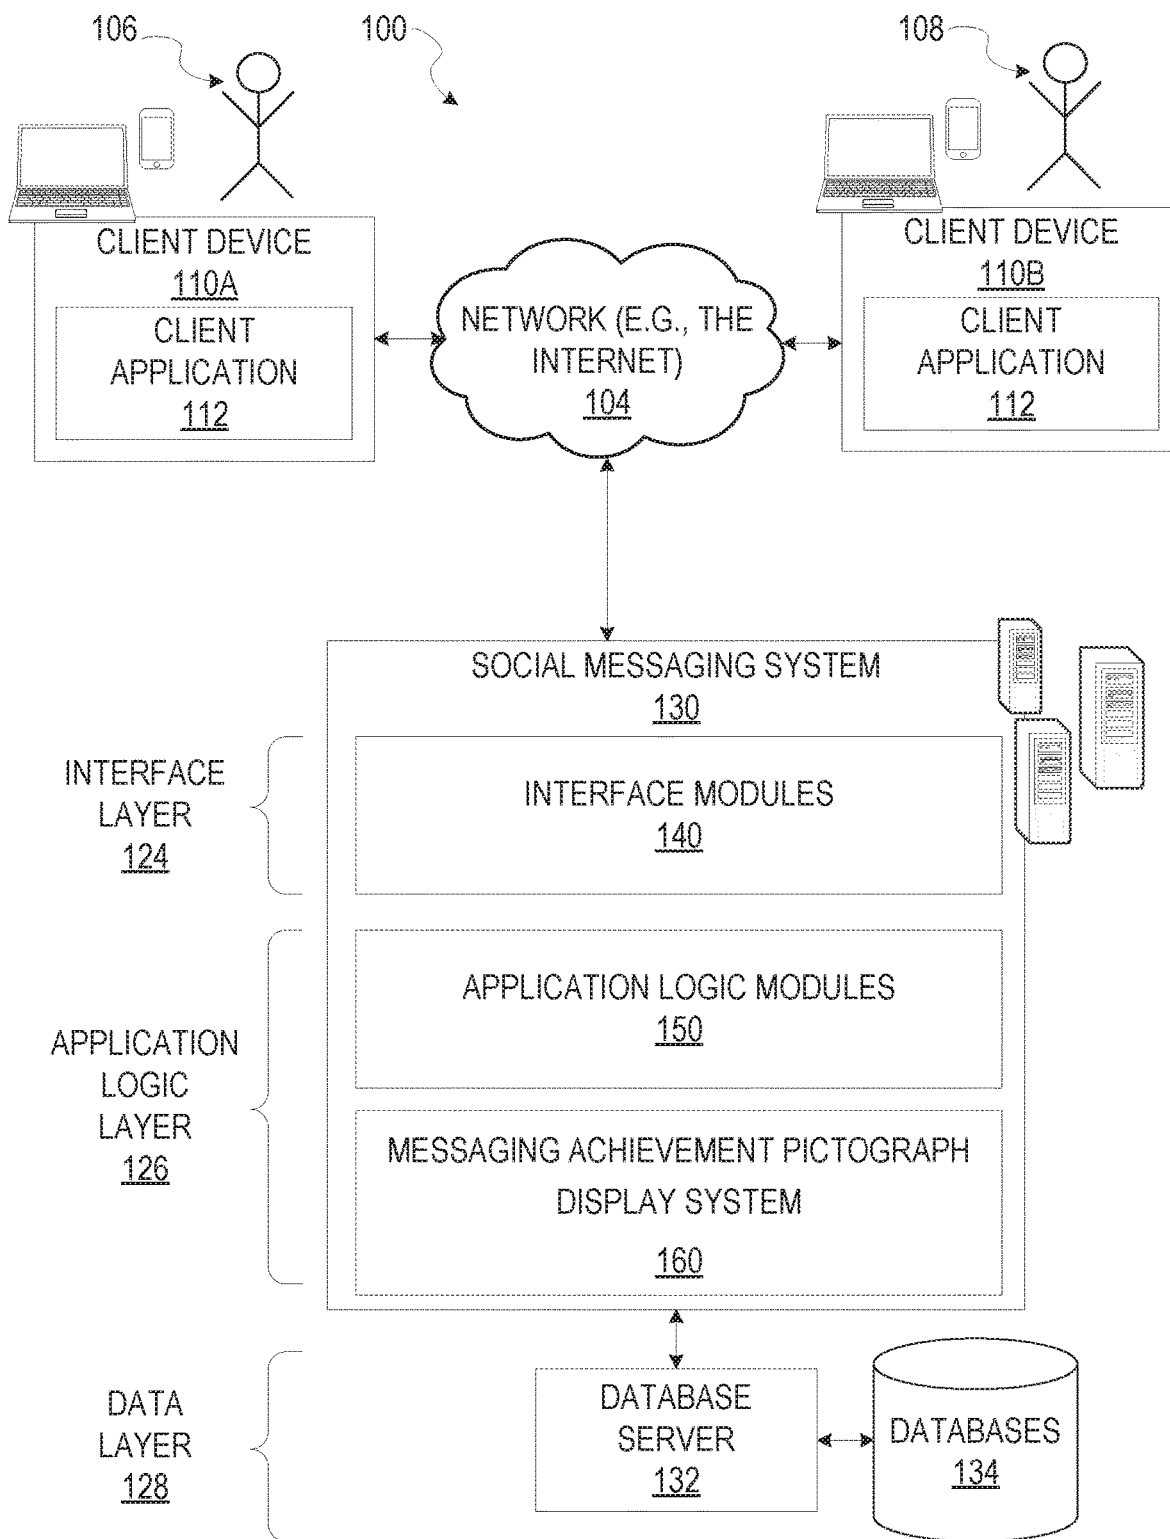 106
100
108
CLIENT DEVICE
110A
CLIENT
APPLICATION
112
NETWORK (E.G., THE
INTERNET)
104
CLIENT DEVICE
110B
CLIENT
APPLICATION
112
SOCIAL MESSAGING SYSTEM
130
INTERFACE
LAYER
124
INTERFACE MODULES
140
APPLICATION
LOGIC
LAYER
126
APPLICATION LOGIC MODULES
150
MESSAGING ACHIEVEMENT PICTOGRAPH
DISPLAY SYSTEM
160
DATA
LAYER
128
DATABASE
SERVER
132
DATABASES
134